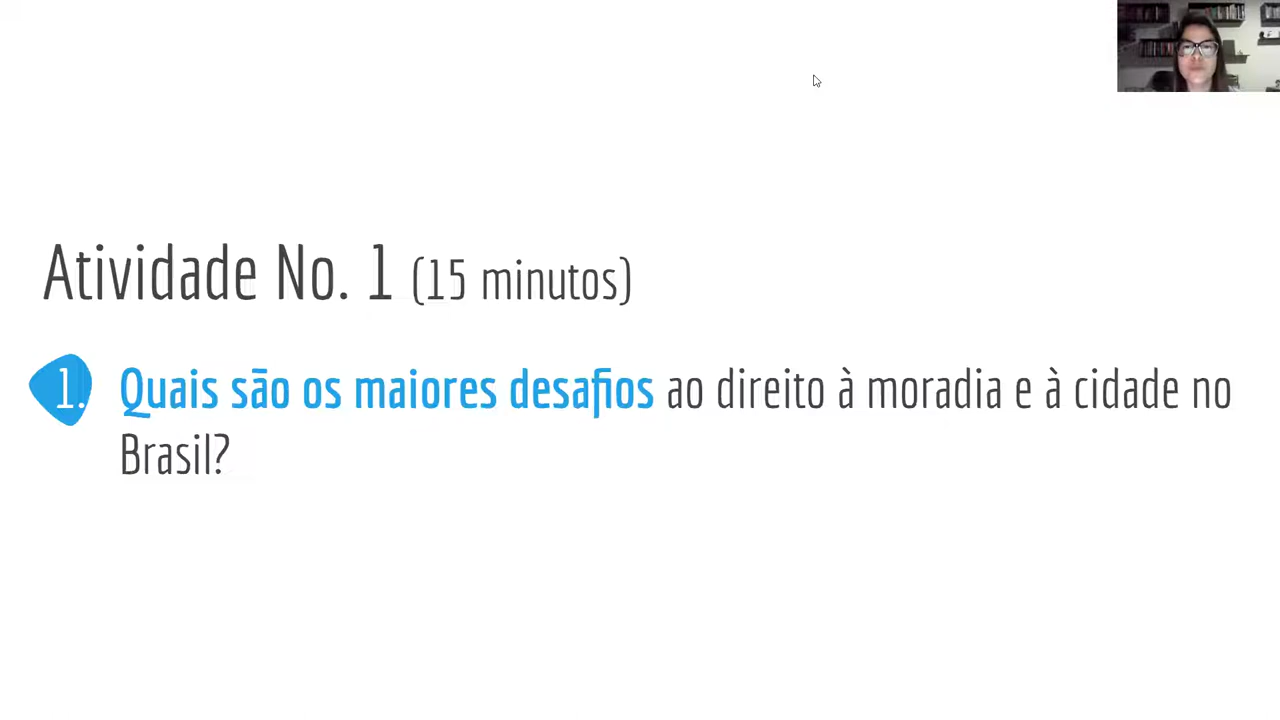 Atividade No. 1 (15 minutos)
1. Quais são os maiores desafios ao direito à moradia e à cidade no
Brasil?